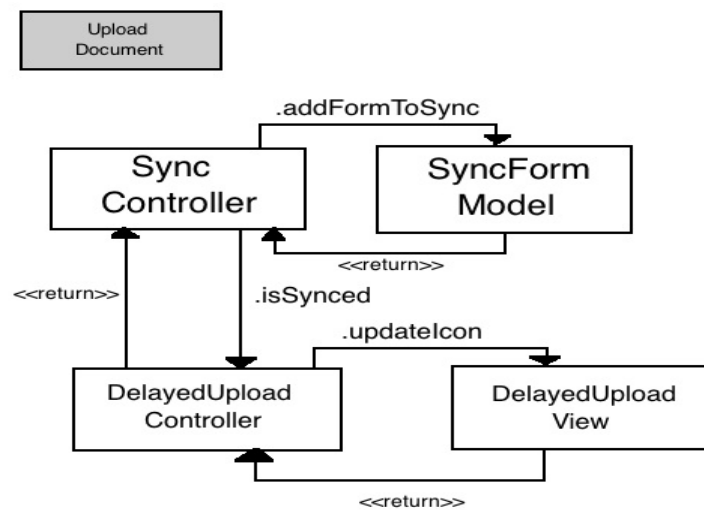 Upload
Document
.addFormToSync
Sync
Controller
SyncForm
Model
<<return>>
<<return>>
.isSynced
.updateIcon
DelayedUpload
Controller
DelayedUpload
View
<<return>>